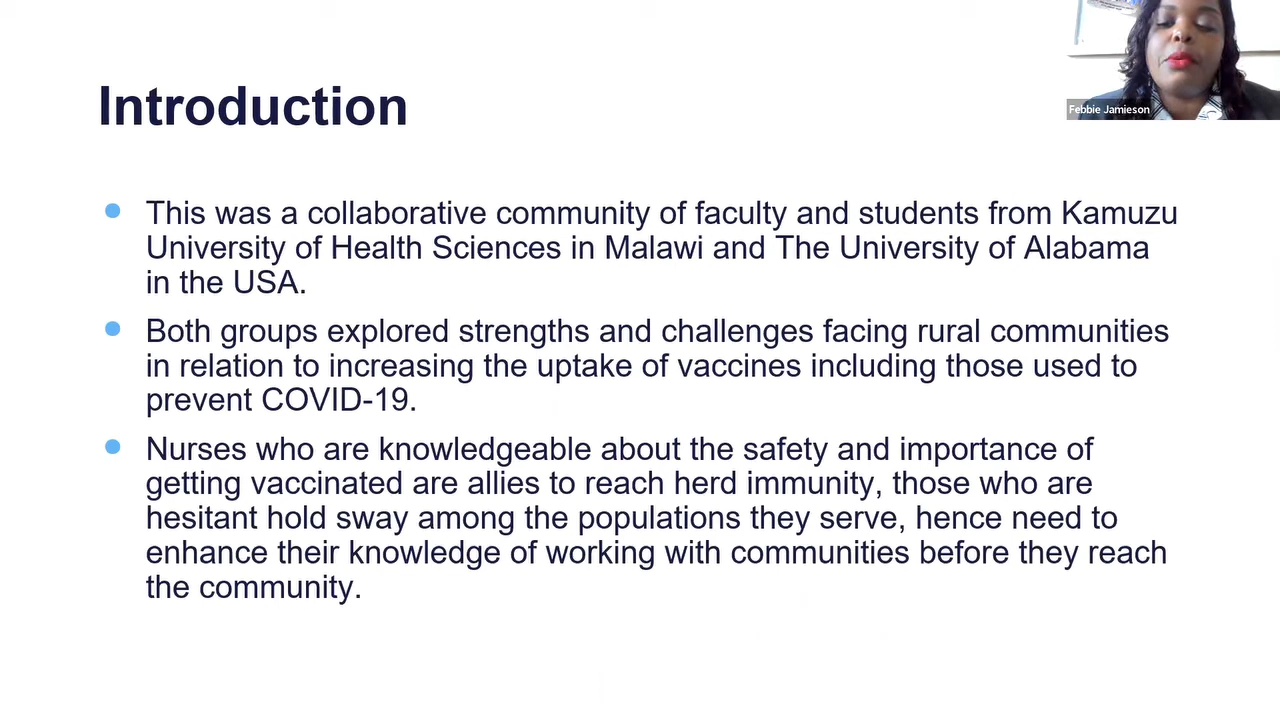 Introduction
Febbie Jamieson
This was a collaborative community of faculty and students from Kamuzu
University of Health Sciences in Malawi and The University of Alabama
in the USA.
Both groups explored strengths and challenges facing rural communities
in relation to increasing the uptake of vaccines including those used to
prevent COVID-19.
Nurses who are knowledgeable about the safety and importance of
getting vaccinated are allies to reach herd immunity, those who are
hesitant hold sway among the populations they serve, hence need to
enhance their knowledge of working with communities before they reach
the community.